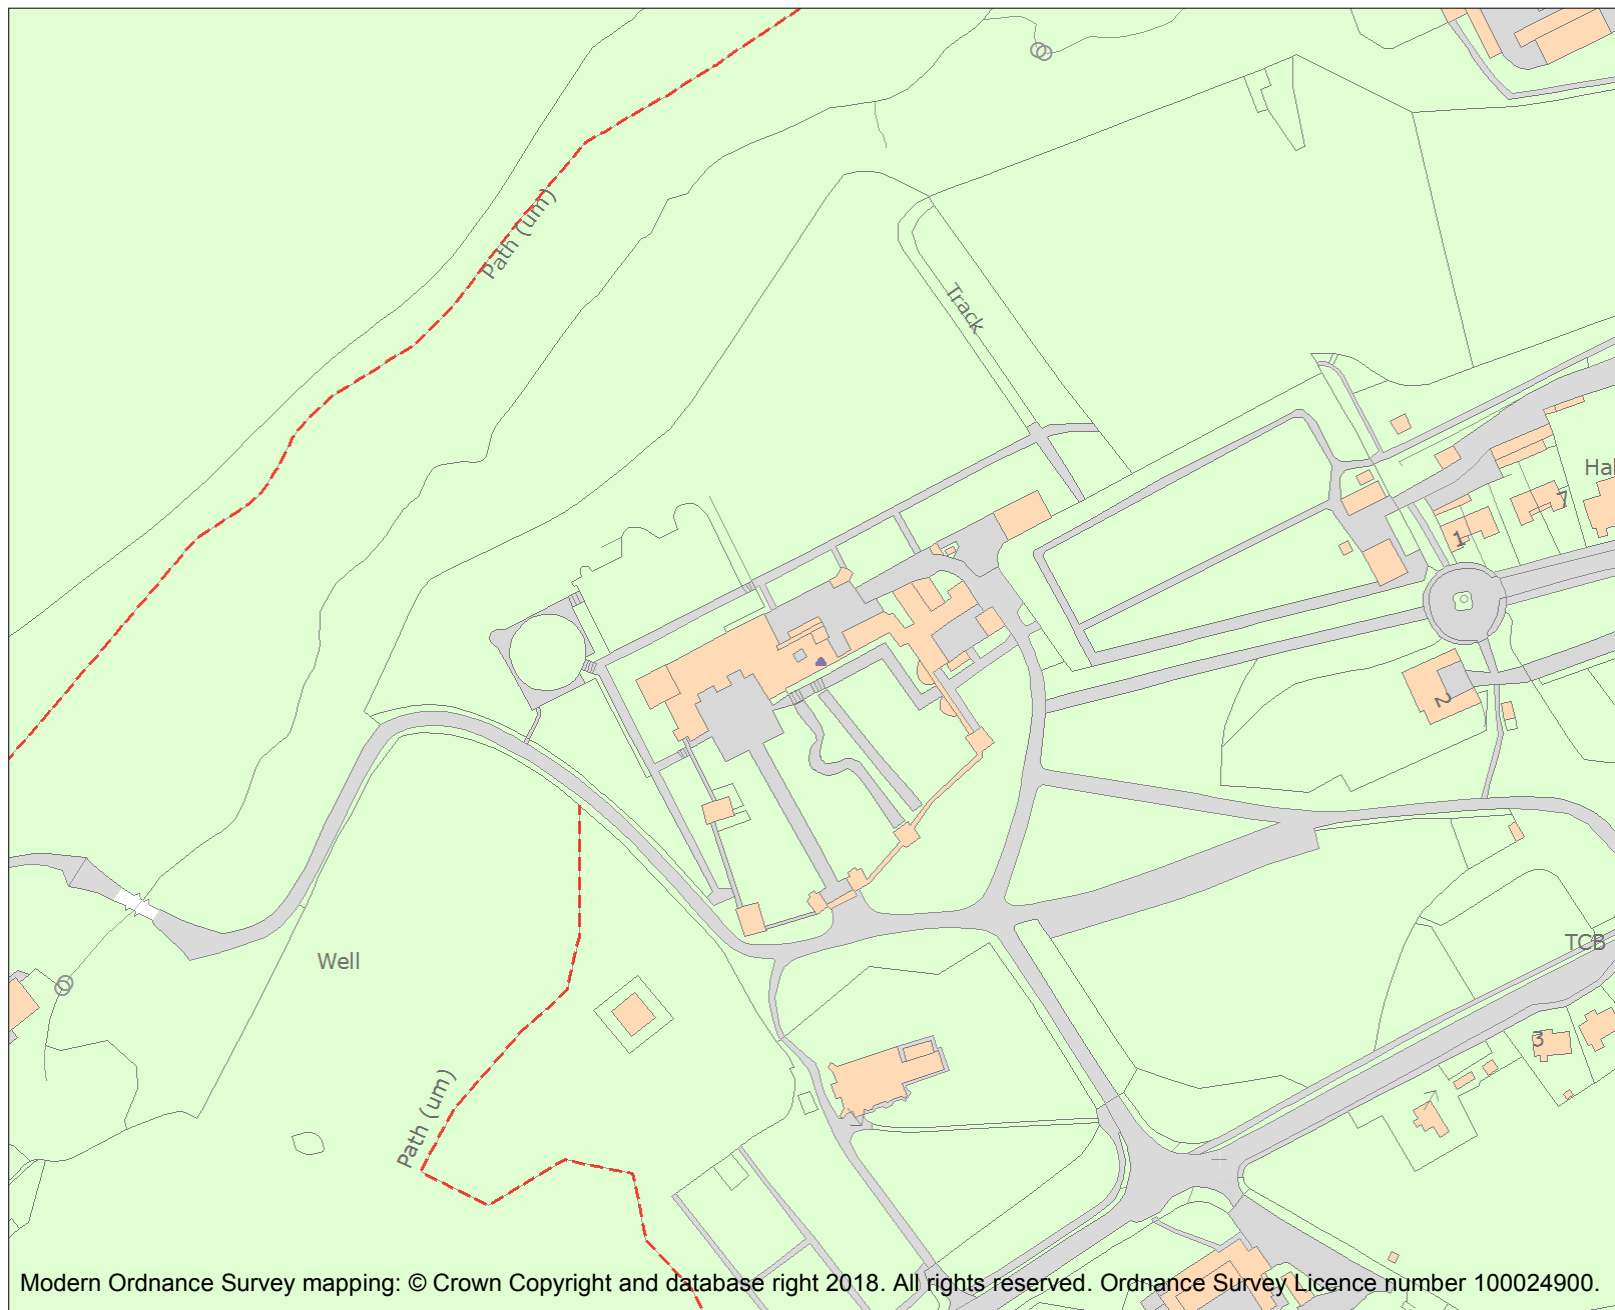 Path (um)
Track
Hal
7
1
2
TCB
Well
3
Path (um)
Modern Ordnance Survey mapping: © Crown Copyright and database right 2018. All rights reserved. Ordnance Survey Licence number 100024900.